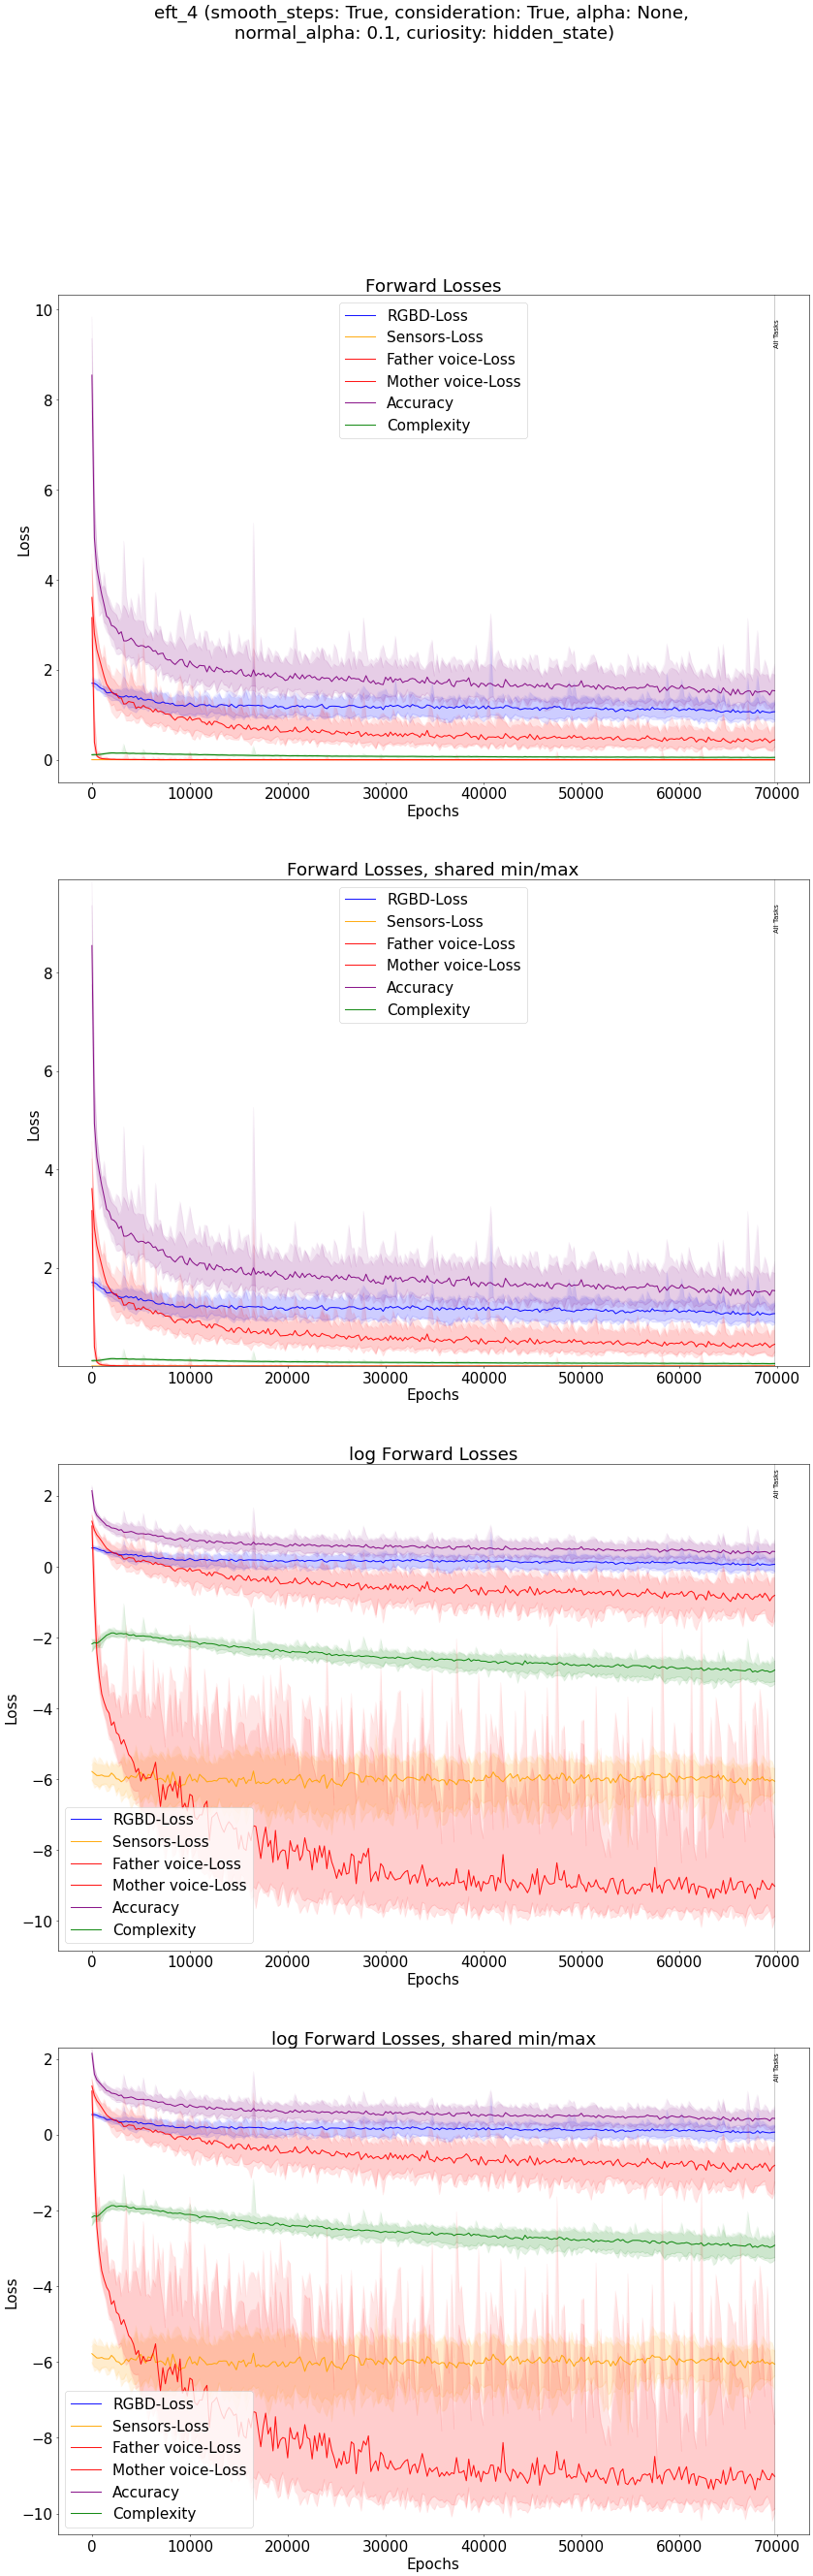 eft_4 (smooth_steps: True, consideration: True, alpha: None,
normal_alpha: 0.1, curiosity: hidden_state)
Forward Losses
10
8
6
4
2
0
Loss
RGBD-Loss
Sensors-Loss
Father voice-Loss
Mother voice-Loss
Accuracy
Complexity
All Tasks
0 10000 20000 30000 40000 50000 60000 70000
Epochs
Forward Losses, shared min/max
8
6
4
2
Loss
RGBD-Loss
Sensors-Loss
Father voice-Loss
Mother voice-Loss
Accuracy
Complexity
All Tasks
0 10000 20000 30000 40000 50000 60000 70000
Epochs
log Forward Losses
2
0
−2
−4
−6
−8
−10
Loss
All Tasks
RGBD-Loss
Sensors-Loss
Father voice-Loss
Mother voice-Loss
Accuracy
Complexity
0 10000 20000 30000 40000 50000 60000 70000
Epochs
log Forward Losses, shared min/max
2
0
−2
−4
−6
−8
−10
Loss
All Tasks
RGBD-Loss
Sensors-Loss
Father voice-Loss
Mother voice-Loss
Accuracy
Complexity
0 10000 20000 30000 40000 50000 60000 70000
Epochs